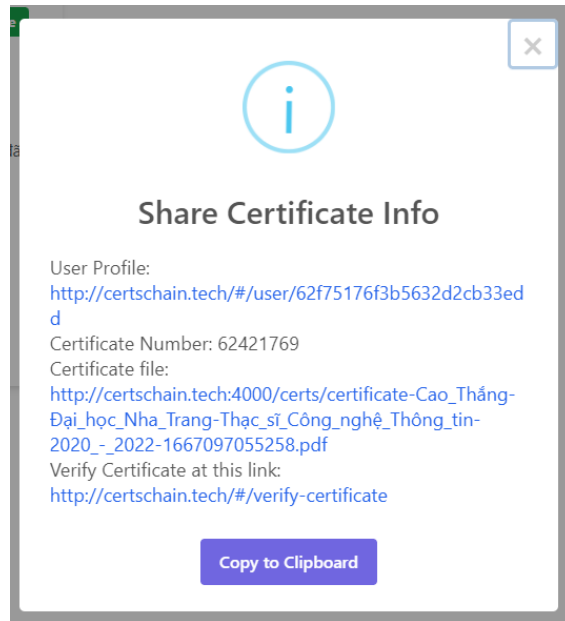 Share Certificate Info
User Profile:
http://certschain.tech/#/user/62f75176f3b5632d2cb33ed
d
Certificate Number: 62421769
Certificate file:
http://certschain.tech:4000/certs/certificate-Cao_Thắng-
Đại_học_Nha_Trang-Thạc_sĩ_Công_nghệ_Thông_tin-
2020_-_2022-1667097055258.pdf
Verify Certificate at this link:
http://certschain.tech/#/verify-certificate
Copy to Clipboard